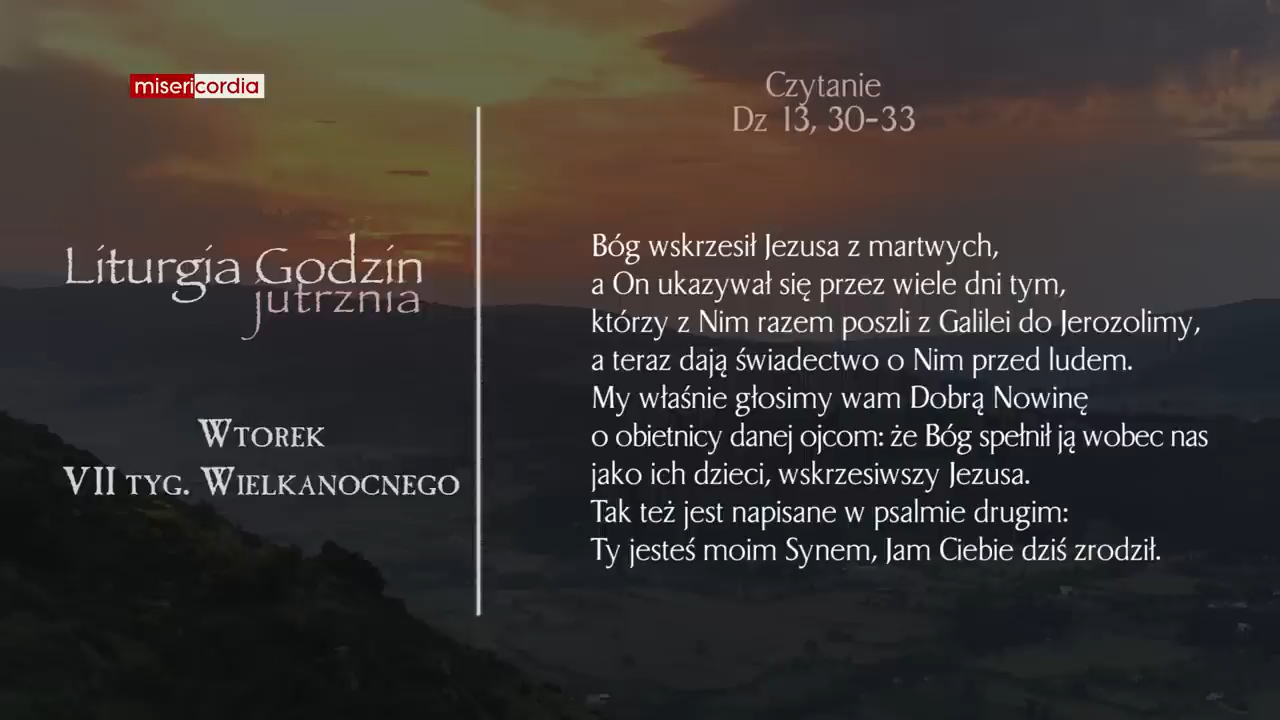 misericordia
Liturgia Godzin
jutrznia
Wtorek
VII tyg. Wielkanocnego
Czytanie
Dz 13, 30-33
Bóg wskrzesił Jezusa z martwych,
a On ukazywał się przez wiele dni tym,
którzy z Nim razem poszli z Galilei do Jerozolimy,
a teraz dają świadectwo o Nim przed ludem.
My właśnie głosimy wam Dobrą Nowinę
o obietnicy danej ojcom: że Bóg spełnił ją wobec nas
jako ich dzieci, wskrzesiwszy Jezusa.
Tak też jest napisane w psalmie drugim:
Ty jesteś moim Synem, Jam Ciebie dziś zrodził.